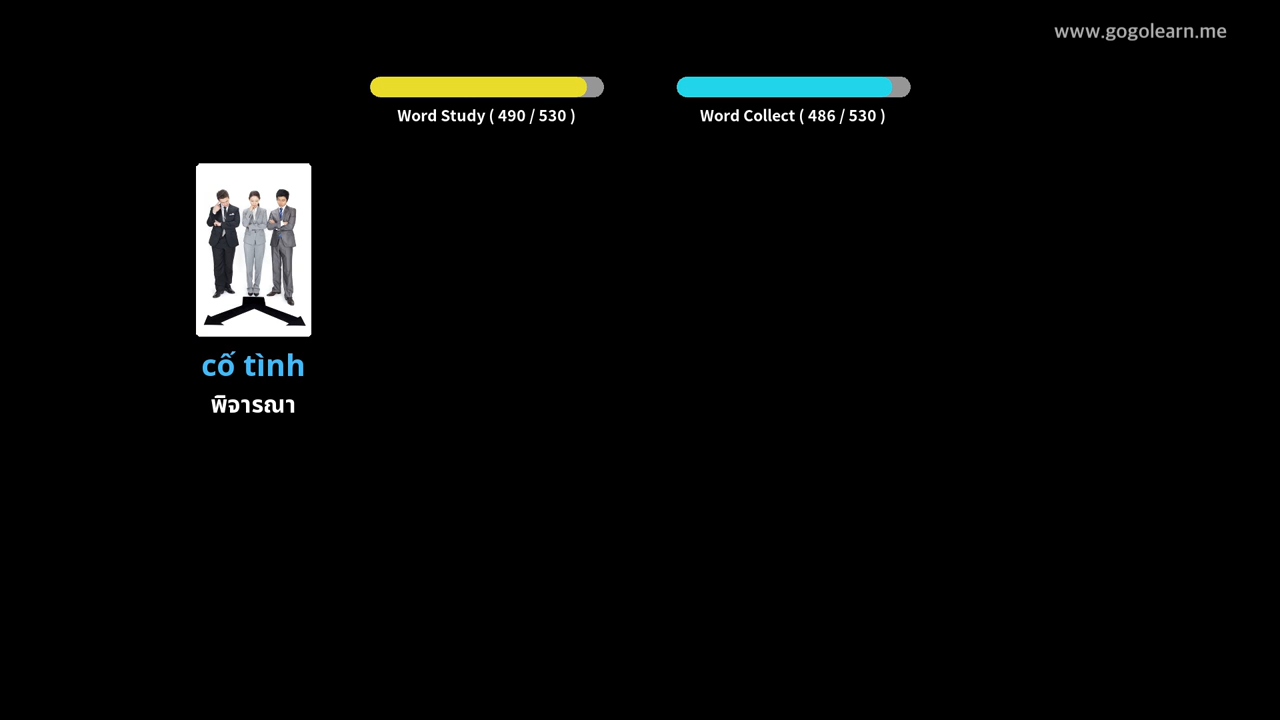 www.gogolearn.me
Word Study ( 490 / 530 )
Word Collect ( 486 / 530 )
cố tình
พิจารณา